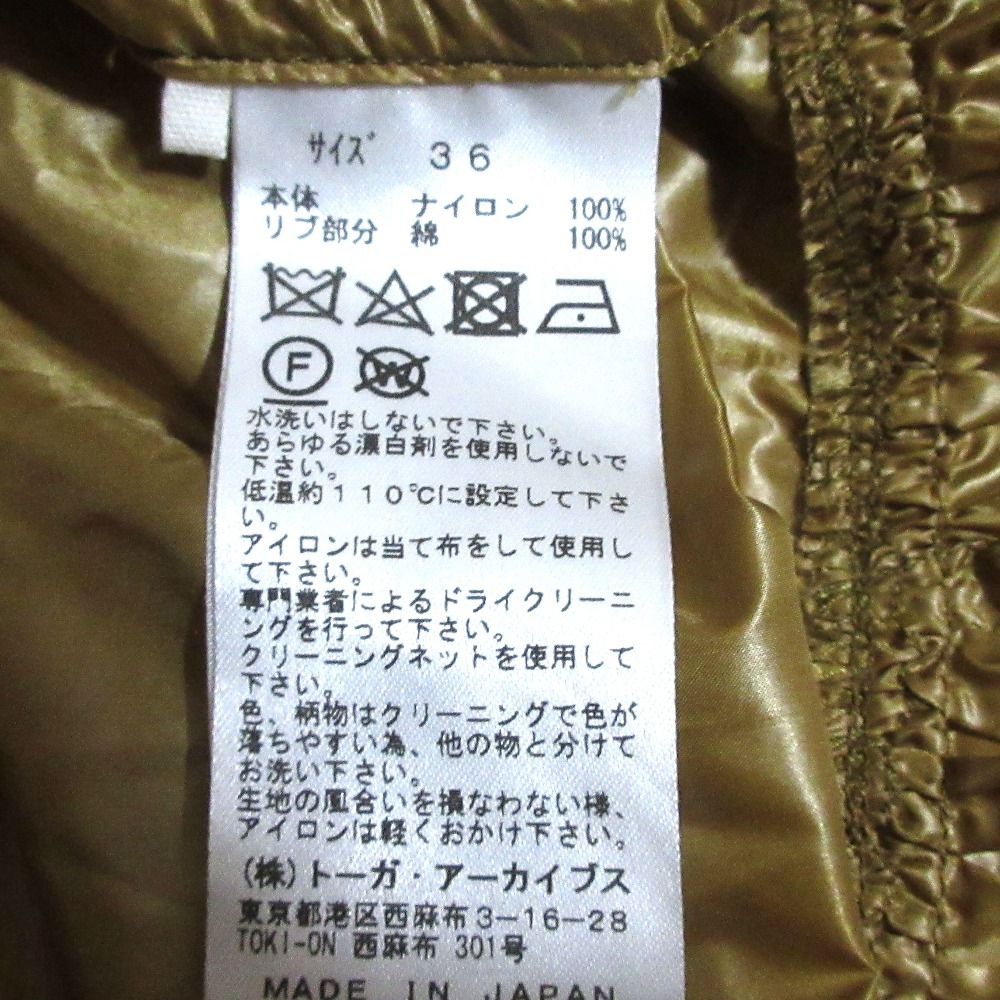 サイズ 36
本体 ナイロン 100%
リブ部分 綿 100%
F W
水洗いはしないで下さい。
あらゆる漂白剤を使用しないで
下さい。
低温約110℃に設定して下さ
い。
アイロンは当て布をして使用し
て下さい。
専門業者によるドライクリーニ
ングを行って下さい。
クリーニングネットを使用して
下さい。
色、柄物はクリーニングで色が
落ちやすい為、他の物と分けて
お洗い下さい。
生地の風合いを損なわない様、
アイロンは軽くおかけ下さい。
(株)トーガ・アーカイブス
東京都港区西麻布3-16-28
TOKI-ON 西麻布 301号
MADE IN JAPAN